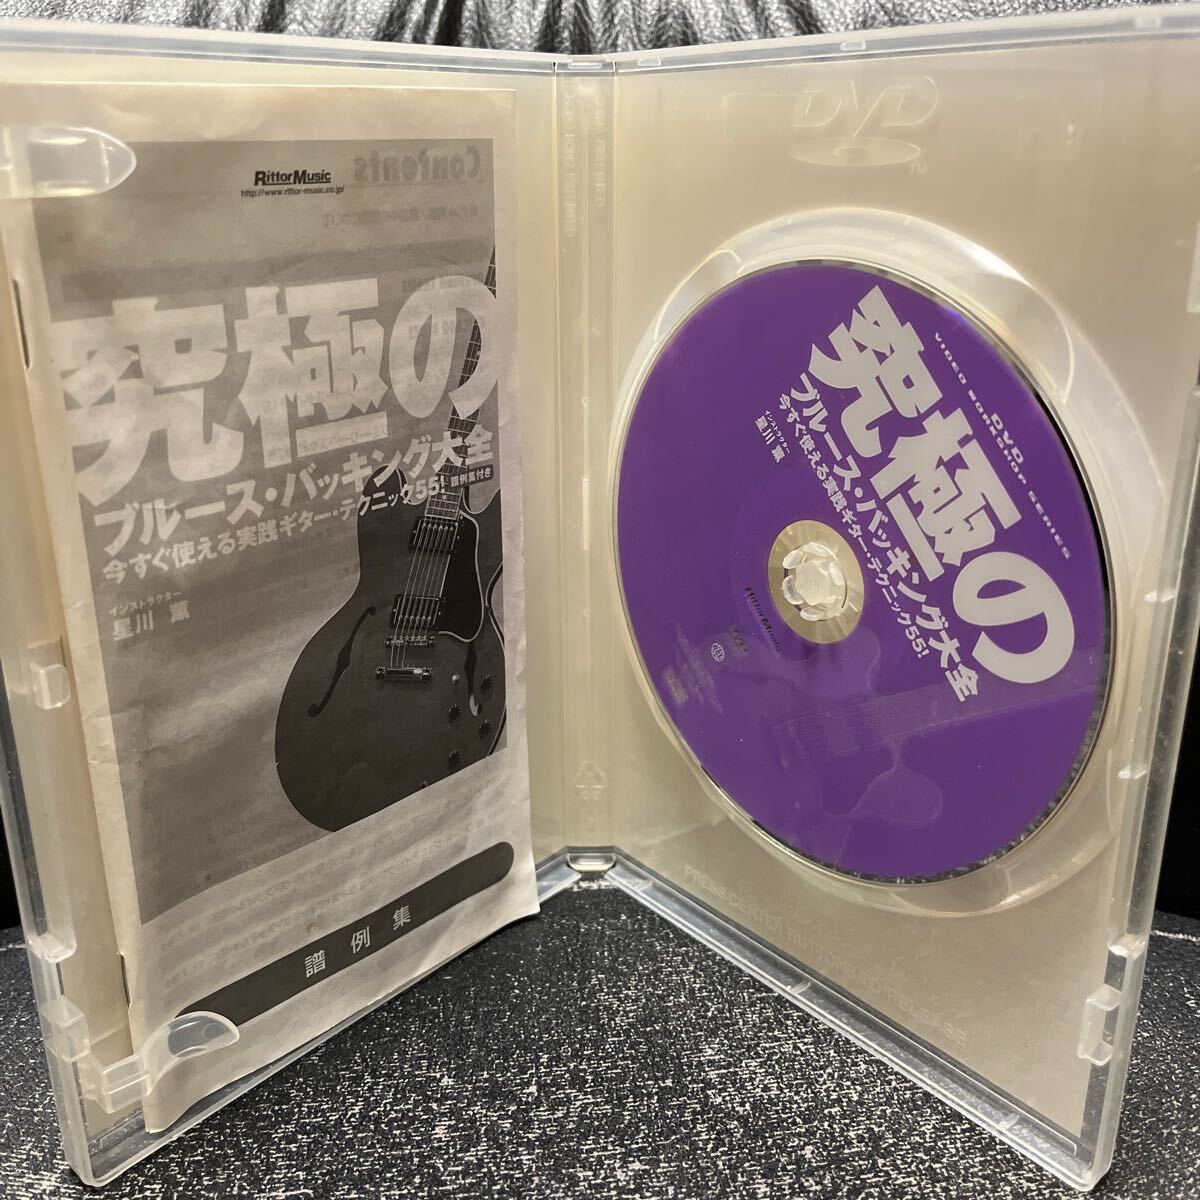 Rittor Music
http://www.rittor-music.co.jp/
Contents
究極の
ブルース・バッキング大全
今すぐ使える実践ギター・テクニック55! 譜例集付き
インストラクター
星川 薫
譜例集
DVD
TM
DVD
VIDEO WORKSHOP SERIES
究極の
ブルース・バッキング大全
今すぐ使える実践ギター・テクニック55!
インストラクター
星川 薫
Rittor Music
PRESS CENTER BUTTONS TO RELEASE